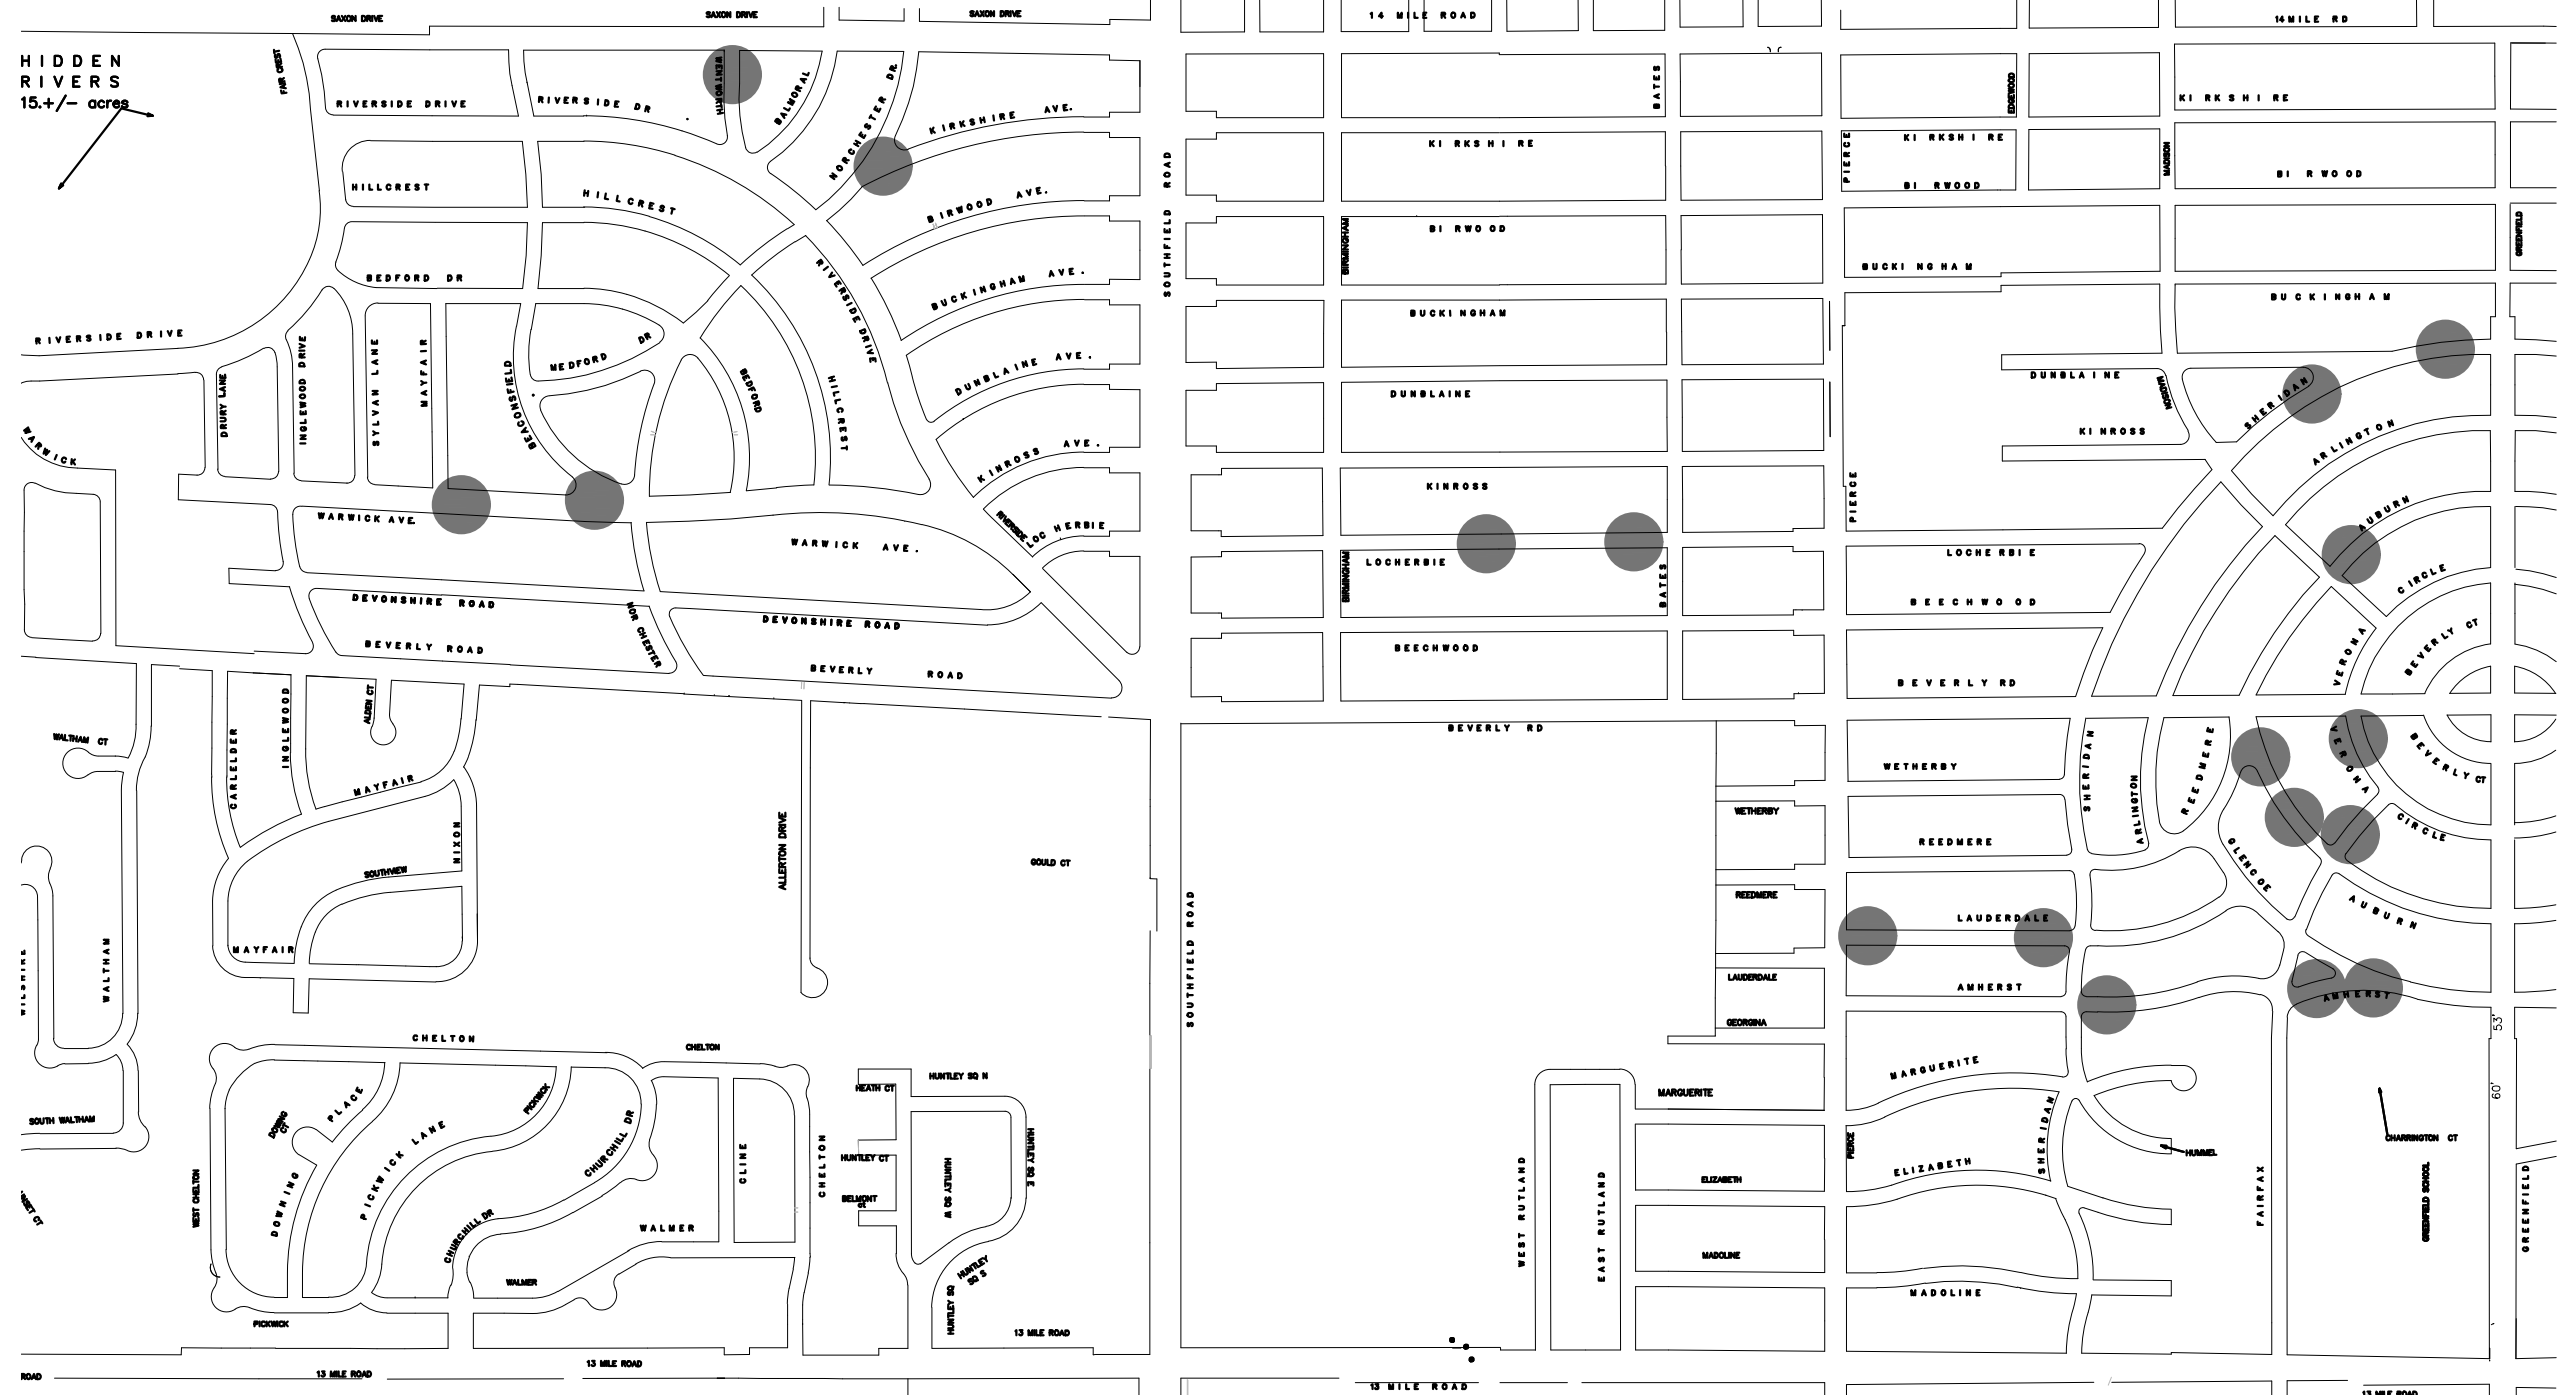 SAXON DRIVE
SAXON DRIVE
SAXON DRIVE
14 MILE ROAD
14 MILE RD
HIDDEN
RIVERS
15.+/- acres
FAIR CREST
WENTWORTH
BALMORAL
NORCHESTER DR.
RIVERSIDE DRIVE
RIVERSIDE DR
KIRKSHIRE AVE.
BATES
EDGEWOOD
KIRKSHIRE
KIRKSHIRE
KIRKSHIRE
PIERCE
MADISON
SOUTHFIELD ROAD
HILLCREST
HILLCREST
BIRWOOD AVE.
BIRWOOD
BIRWOOD
BIRWOOD
BIRMINGHAM
GREENFIELD
BEDFORD DR
RIVERSIDE DRIVE
BUCKINGHAM AVE.
BUCKINGHAM
BUCKINGHAM
BUCKINGHAM
RIVERSIDE DRIVE
INGLEWOOD DRIVE
SYLVAN LANE
MAYFAIR
DRURY LANE
BEACONSFIELD
MEDFORD DR
BEDFORD
HILLCREST
DUNBLAINE AVE.
DUNBLAINE
DUNBLAINE
MADISON
SHERIDAN
WARWICK
KINROSS AVE.
KINROSS
KINROSS
ARLINGTON
PIERCE
AUBURN
WARWICK AVE.
WARWICK AVE.
RIVERSIDE
LOCHERBIE
LOCHERBIE
LOCHERBIE
BIRMINGHAM
BATES
CIRCLE
DEVONSHIRE ROAD
DEVONSHIRE ROAD
NORCHESTER
BEECHWOOD
BEECHWOOD
BEVERLY CT
VERONA
BEVERLY ROAD
BEVERLY ROAD
BEVERLY RD
BEVERLY RD
CARLELDER
INGLEWOOD
ALDEN CT
WALTHAM CT
MAYFAIR
NIXON
SOUTHVIEW
MAYFAIR
ALLERTON DRIVE
GOULD CT
WETHERBY
WETHERBY
SHERIDAN
ARLINGTON
REEDMERE
GLENCOE
VERONA
BEVERLY CT
CIRCLE
REEDMERE
REEDMERE
AUBURN
SOUTHFIELD ROAD
LAUDERDALE
LAUDERDALE
AMHERST
AMHERST
GEORGINA
WILSHIRE
WALTHAM
53'
60'
CHELTON
CHELTON
HEATH CT
HUNTLEY SQ N
MARGUERITE
MARGUERITE
SOUTH WALTHAM
DOWNING
CT
PLACE
PICKWICK
PICKWICK LANE
CHURCHILL DR
CLINE
CHELTON
HUNTLEY CT
HUNTLEY SQ W
HUNTLEY SQ E
BELMONT
CT
PIERCE
SHERIDAN
HUMMEL
CHARRINGTON CT
GREENFIELD SCHOOL
FAIRFAX
GREENFIELD
ELIZABETH
ELIZABETH
WEST CHELTON
DOWNING
CHURCHILL DR
WALMER
WALMER
HUNTLEY
SQ S
HUNTLEY SQ
WEST RUTLAND
EAST RUTLAND
MADOLINE
MADOLINE
PICKWICK
13 MILE ROAD
13 MILE ROAD
13 MILE ROAD
ROAD
13 MILE ROAD
13 MILE ROAD